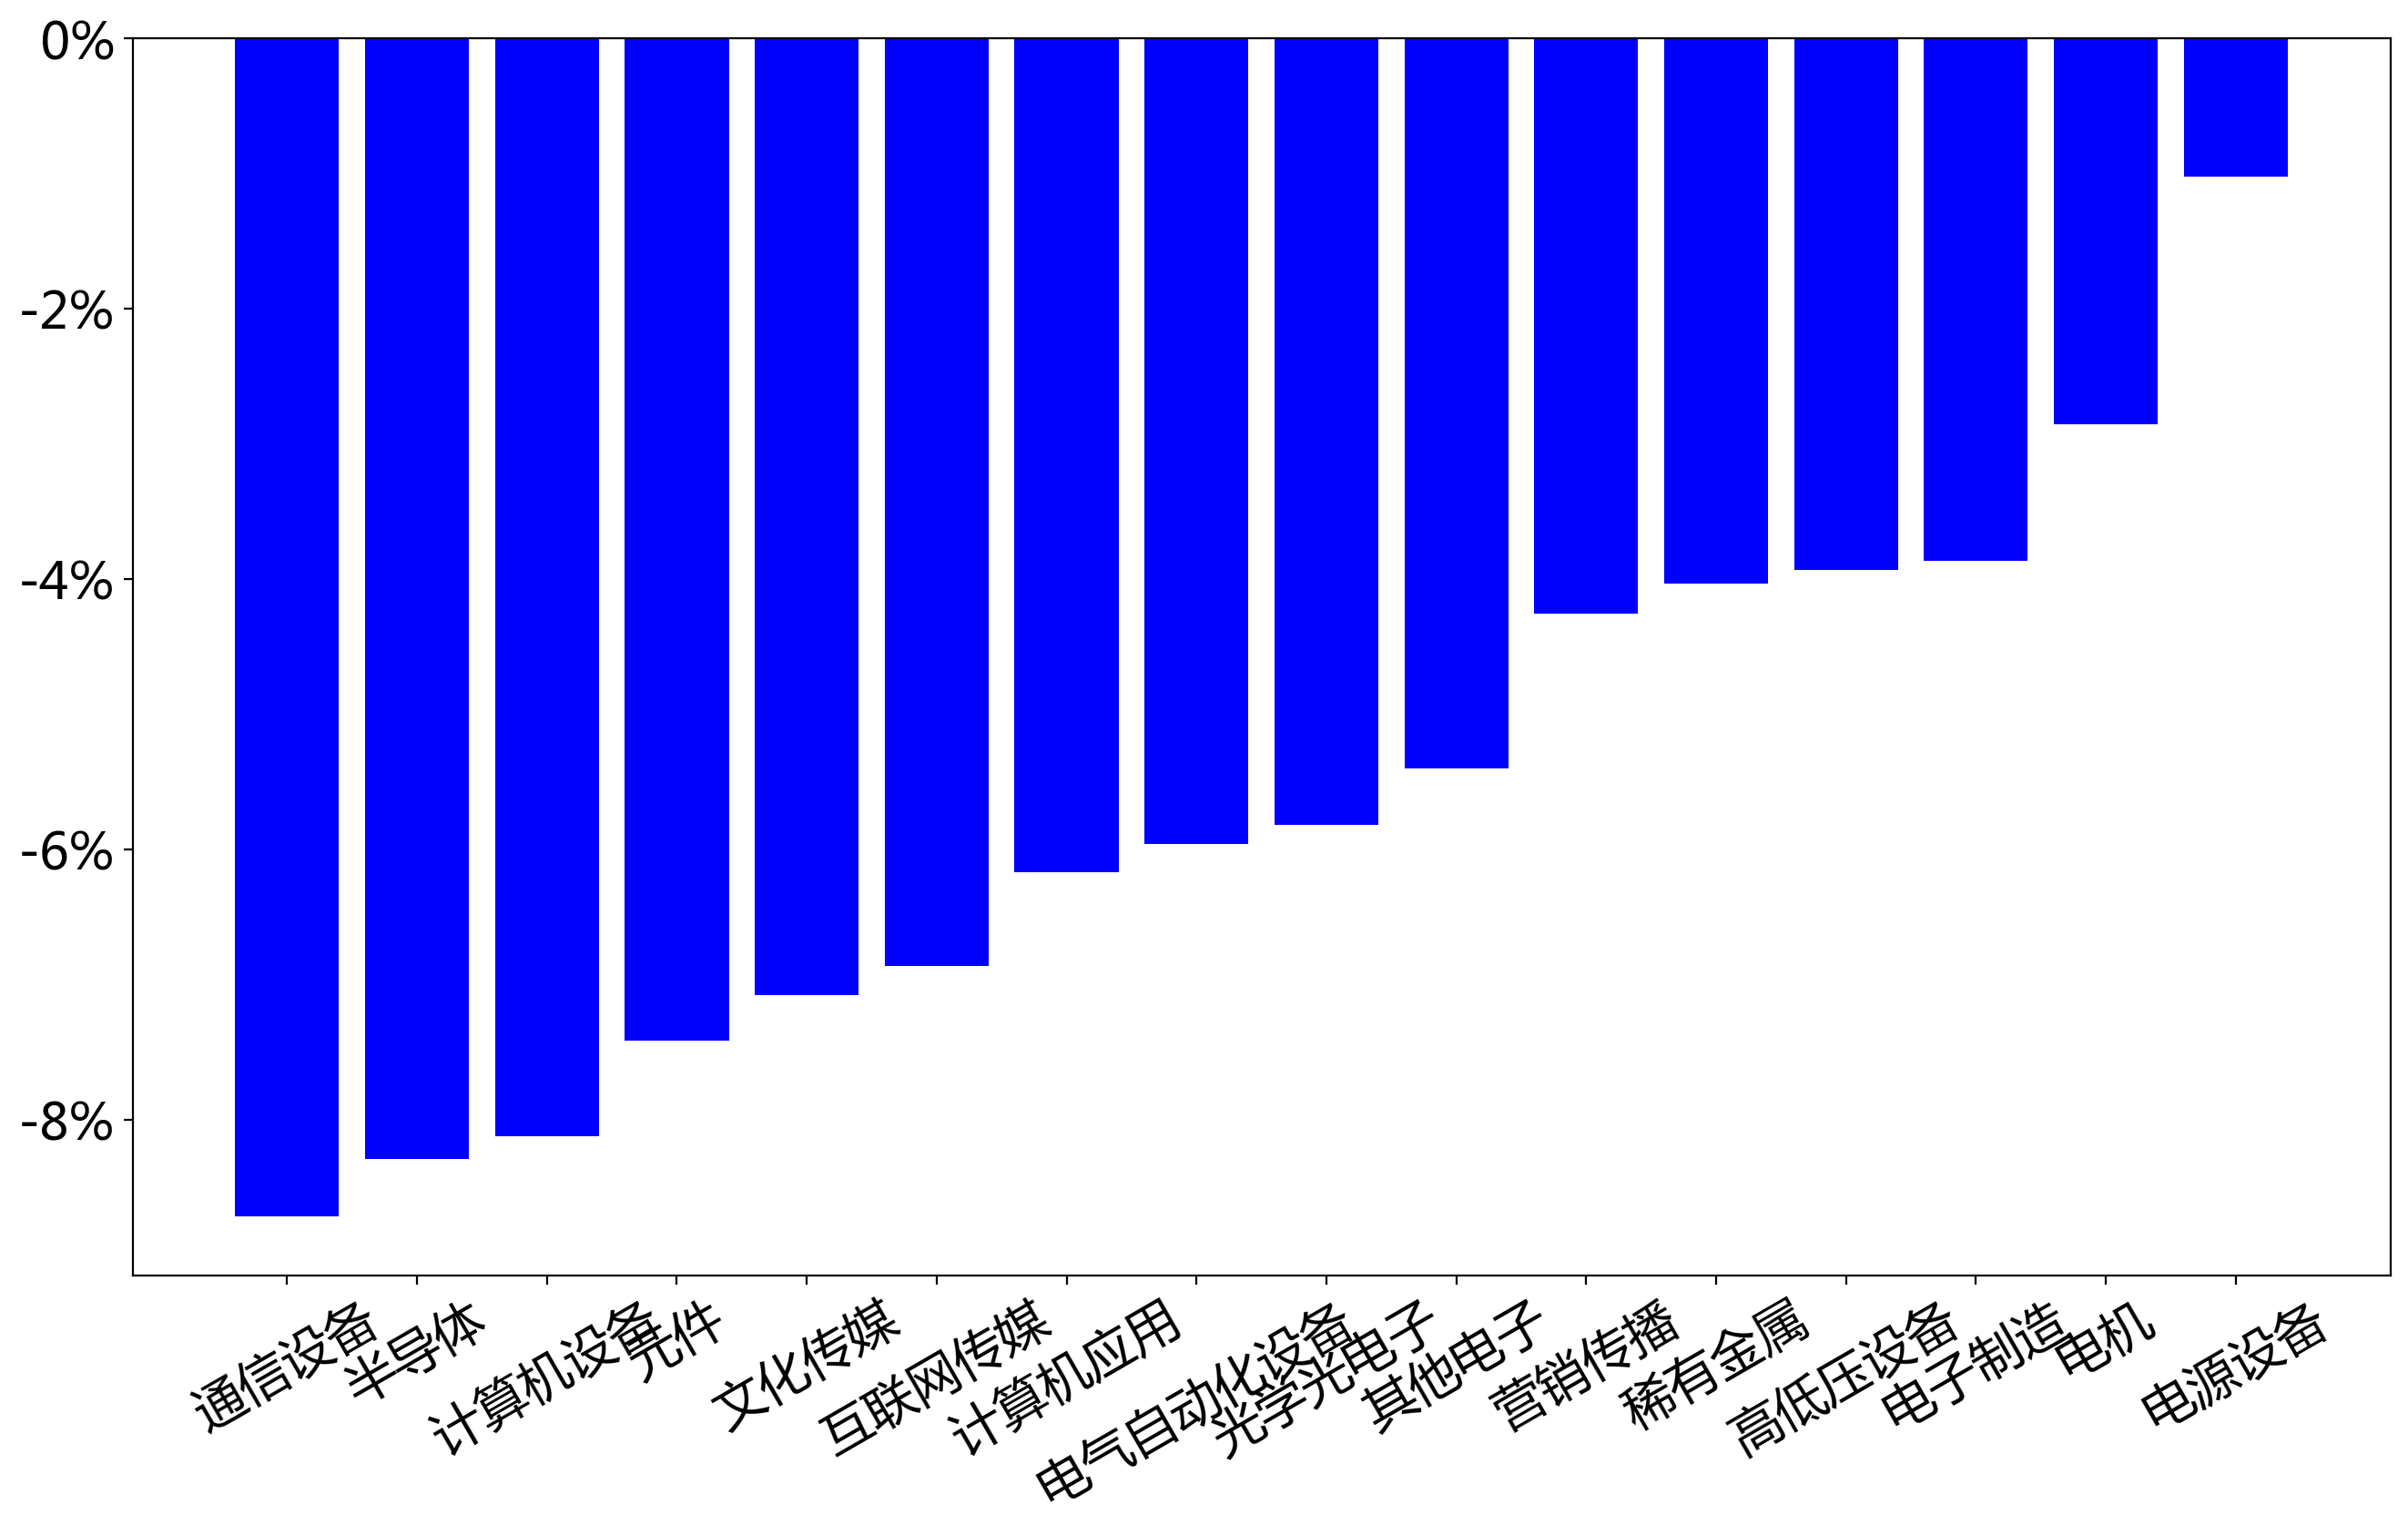 0%
-2%
-4%
-6%
-8%
通信设备
半导体
计算机设备
元件
文化传媒
互联网传媒
计算机应用
电气自动化设备
光学光电子
其他电子
营销传播
稀有金属
高低压设备
电子制造
电机
电源设备